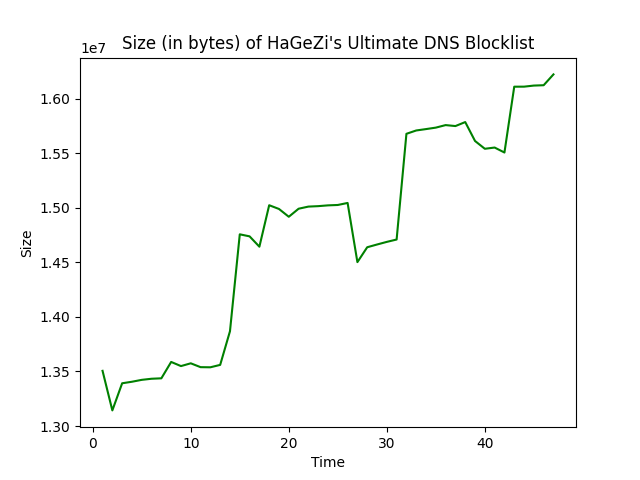 Size (in bytes) of HaGeZi's Ultimate DNS Blocklist
1e7
1.60
1.55
1.50
1.45
1.40
1.35
1.30
Size
0 10 20 30 40
Time